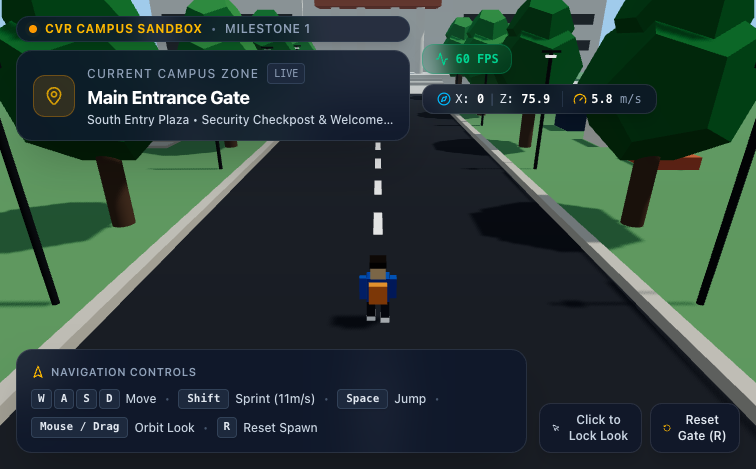 CVR CAMPUS SANDBOX • MILESTONE 1
CURRENT CAMPUS ZONE LIVE
Main Entrance Gate
South Entry Plaza • Security Checkpost & Welcome...
60 FPS
X: 0 | Z: 75.9 | 5.8 m/s
NAVIGATION CONTROLS
W A S D Move • Shift Sprint (11m/s) • Space Jump •
Mouse / Drag Orbit Look • R Reset Spawn
Click to
Lock Look
Reset
Gate (R)